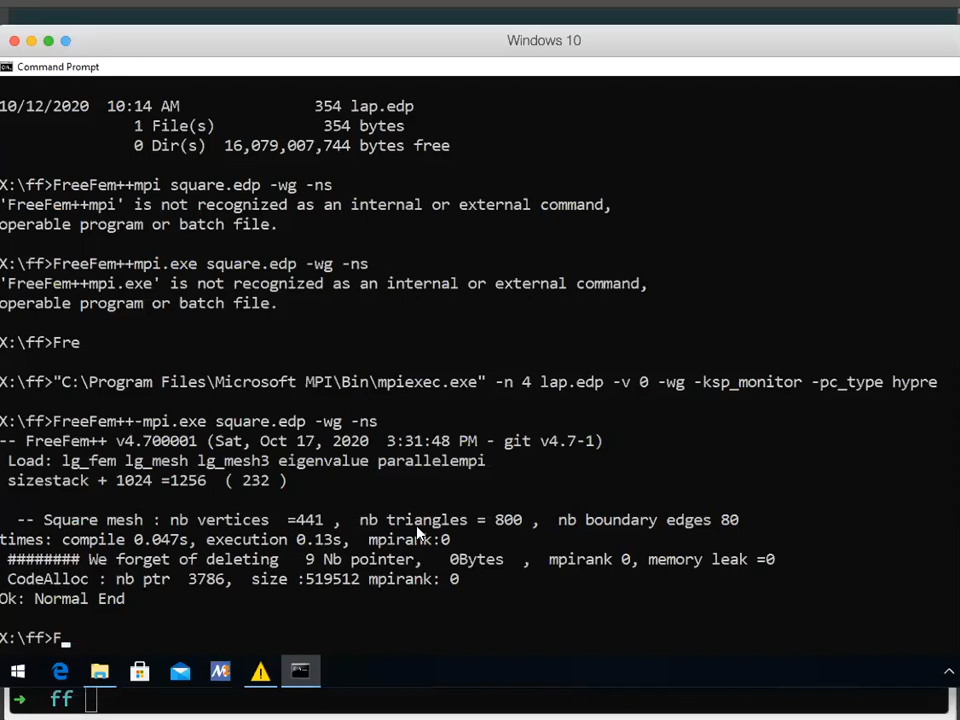 Windows 10
Command Prompt
10/12/2020  10:14 AM               354 lap.edp
               1 File(s)            354 bytes
               0 Dir(s)  16,079,007,744 bytes free
X:\ff>FreeFem++mpi square.edp -wg -ns
'FreeFem++mpi' is not recognized as an internal or external command,
operable program or batch file.
X:\ff>FreeFem++mpi.exe square.edp -wg -ns
'FreeFem++mpi.exe' is not recognized as an internal or external command,
operable program or batch file.
X:\ff>Fre
X:\ff>"C:\Program Files\Microsoft MPI\Bin\mpiexec.exe" -n 4 lap.edp -v 0 -wg -ksp_monitor -pc_type hypre
X:\ff>FreeFem++-mpi.exe square.edp -wg -ns
-- FreeFem++ v4.700001 (Sat, Oct 17, 2020  3:31:48 PM - git v4.7-1)
 Load: lg_fem lg_mesh lg_mesh3 eigenvalue parallelempi
 sizestack + 1024 =1256  ( 232 )
  -- Square mesh : nb vertices  =441 ,  nb triangles = 800 ,  nb boundary edges 80
times: compile 0.047s, execution 0.13s,  mpirank:0
 ######## We forget of deleting   9 Nb pointer,   0Bytes  ,  mpirank 0, memory leak =0
 CodeAlloc : nb ptr  3786,  size :519512 mpirank: 0
Ok: Normal End
X:\ff>F_
➜ ff